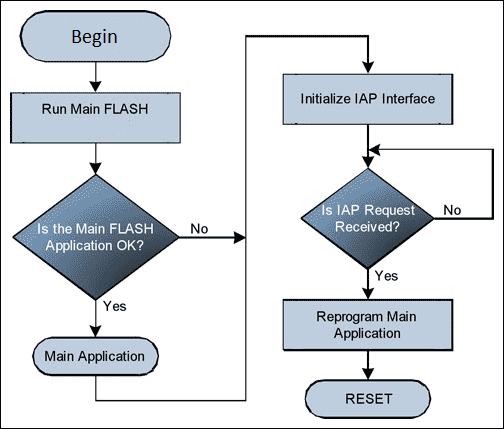 Begin
Run Main FLASH
Is the Main FLASH
Application OK?
No
Yes
Main Application
Initialize IAP Interface
Is IAP Request
Received?
No
Yes
Reprogram Main
Application
RESET